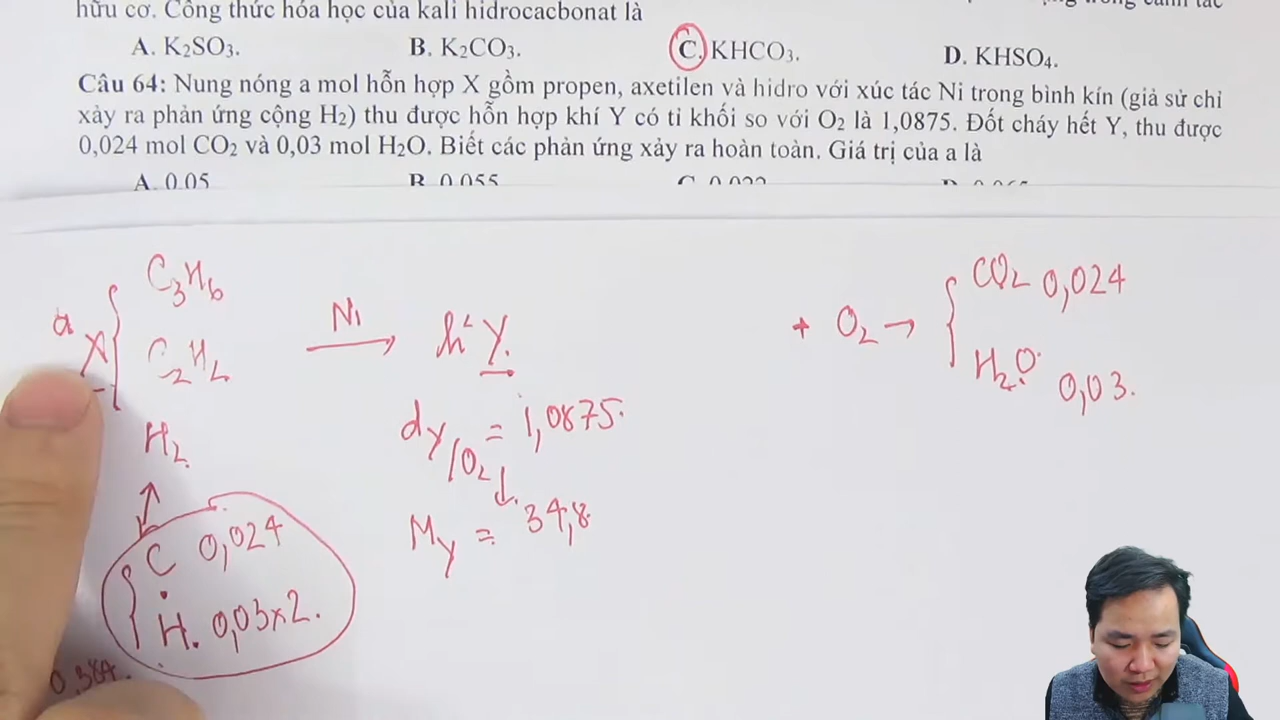 hữu cơ. Công thức hóa học của kali hidrocacbonat là
A. K₂SO₃. B. K₂CO₃. C. KHCO₃. D. KHSO₄.
Câu 64: Nung nóng a mol hỗn hợp X gồm propen, axetilen và hidro với xúc tác Ni trong bình kín (giả sử chỉ
xảy ra phản ứng cộng H₂) thu được hỗn hợp khí Y có tỉ khối so với O₂ là 1,0875. Đốt cháy hết Y, thu được
0,024 mol CO₂ và 0,03 mol H₂O. Biết các phản ứng xảy ra hoàn toàn. Giá trị của a là
A. 0,05 B. 0,055
a X { C₃H₆
C₂H₂
H₂
Ni →
h² Y.
+ O₂ → { CO₂ 0,024
H₂O 0,03.
d Y/O₂ = 1,0875.
M Y = 34,8
{ C 0,024
H. 0,03×2.
0,384.